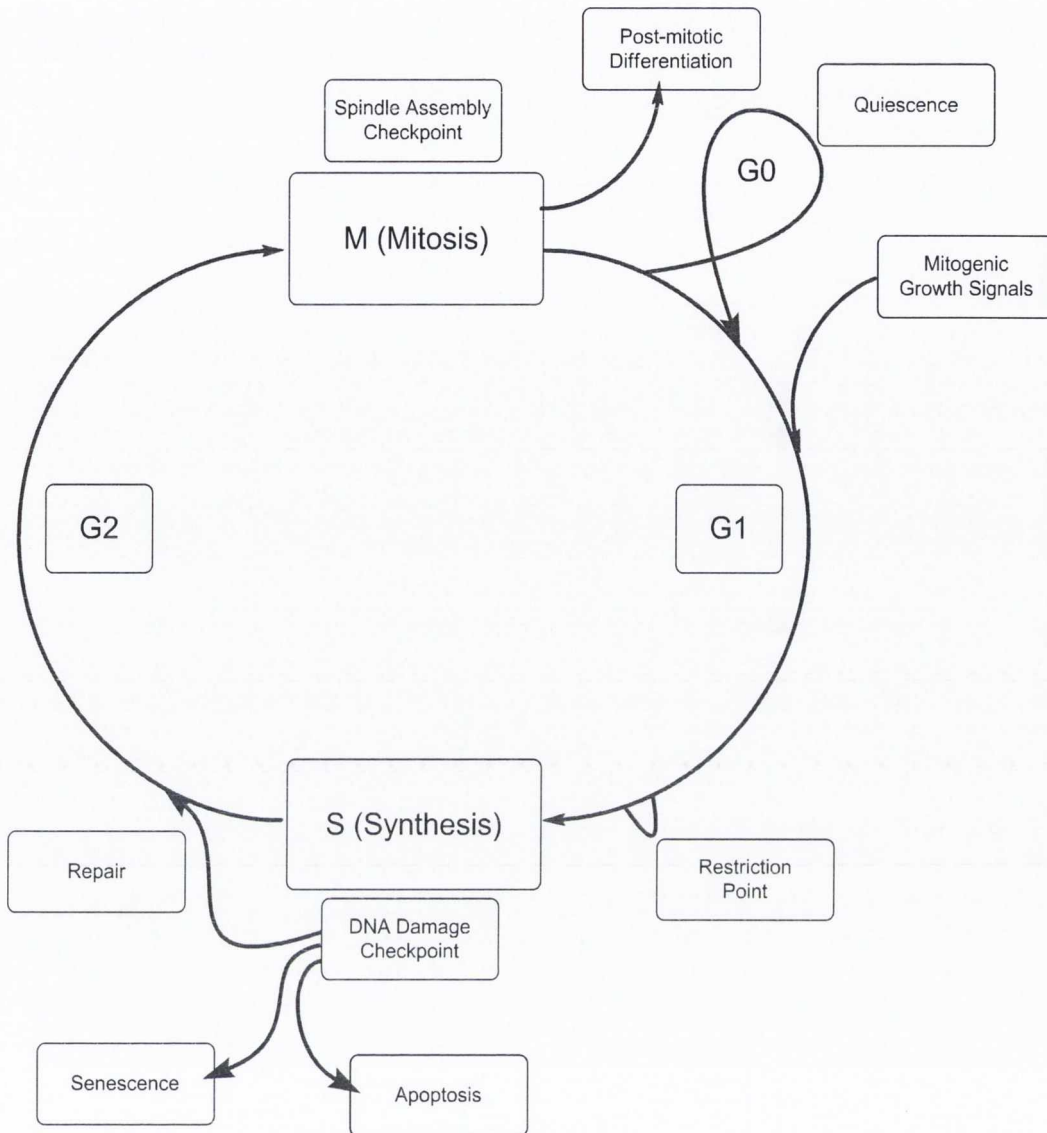 Post-mitotic
Differentiation
Spindle Assembly
Checkpoint
Quiescence
G0
M (Mitosis)
Mitogenic
Growth Signals
G2
G1
S (Synthesis)
Repair
Restriction
Point
DNA Damage
Checkpoint
Senescence
Apoptosis